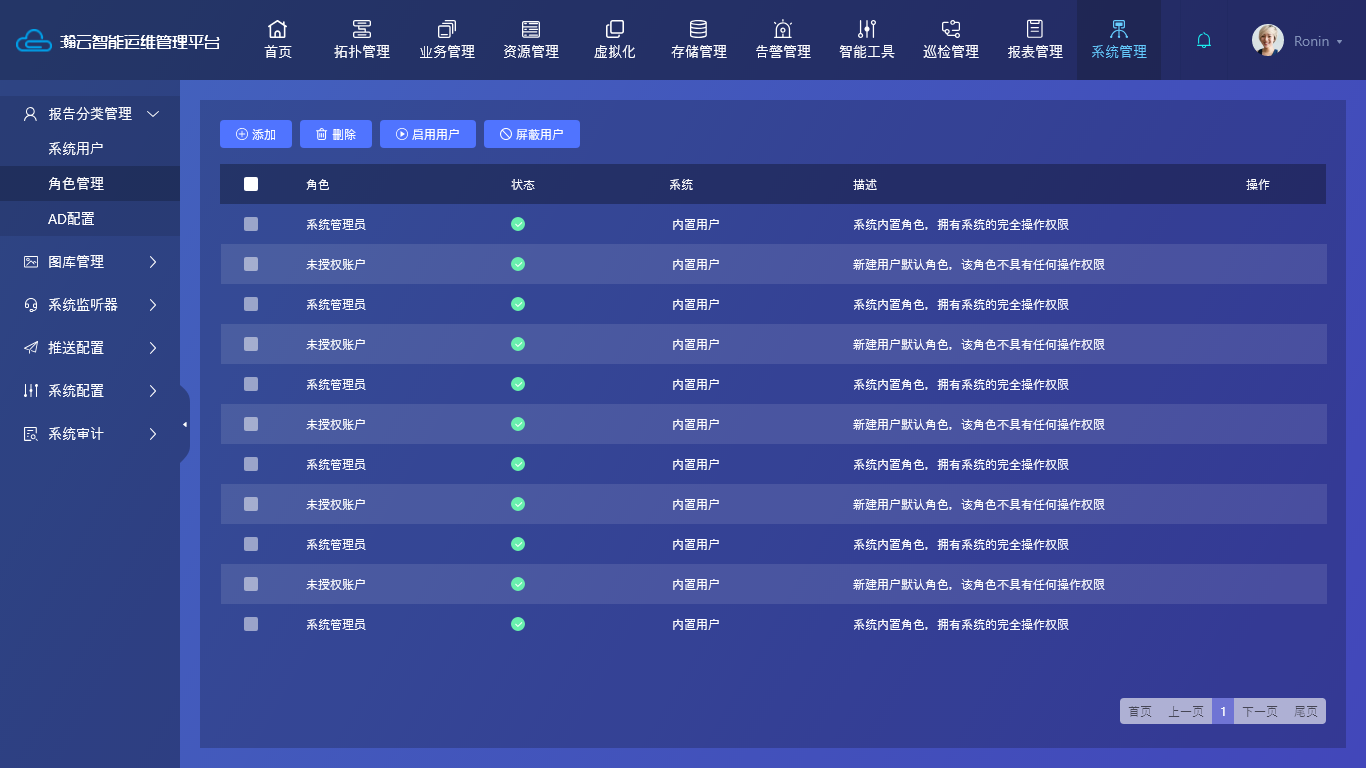 瀚云智能运维管理平台
首页 拓扑管理 业务管理 资源管理 虚拟化 存储管理 告警管理 智能工具 巡检管理 报表管理 系统管理 Ronin
报告分类管理
系统用户
角色管理
AD配置
图库管理
系统监听器
推送配置
系统配置
系统审计
添加 删除 启用用户 屏蔽用户
角色 状态 系统 描述 操作
系统管理员 内置用户 系统内置角色，拥有系统的完全操作权限
未授权账户 内置用户 新建用户默认角色，该角色不具有任何操作权限
系统管理员 内置用户 系统内置角色，拥有系统的完全操作权限
未授权账户 内置用户 新建用户默认角色，该角色不具有任何操作权限
系统管理员 内置用户 系统内置角色，拥有系统的完全操作权限
未授权账户 内置用户 新建用户默认角色，该角色不具有任何操作权限
系统管理员 内置用户 系统内置角色，拥有系统的完全操作权限
未授权账户 内置用户 新建用户默认角色，该角色不具有任何操作权限
系统管理员 内置用户 系统内置角色，拥有系统的完全操作权限
未授权账户 内置用户 新建用户默认角色，该角色不具有任何操作权限
系统管理员 内置用户 系统内置角色，拥有系统的完全操作权限
首页 上一页 1 下一页 尾页